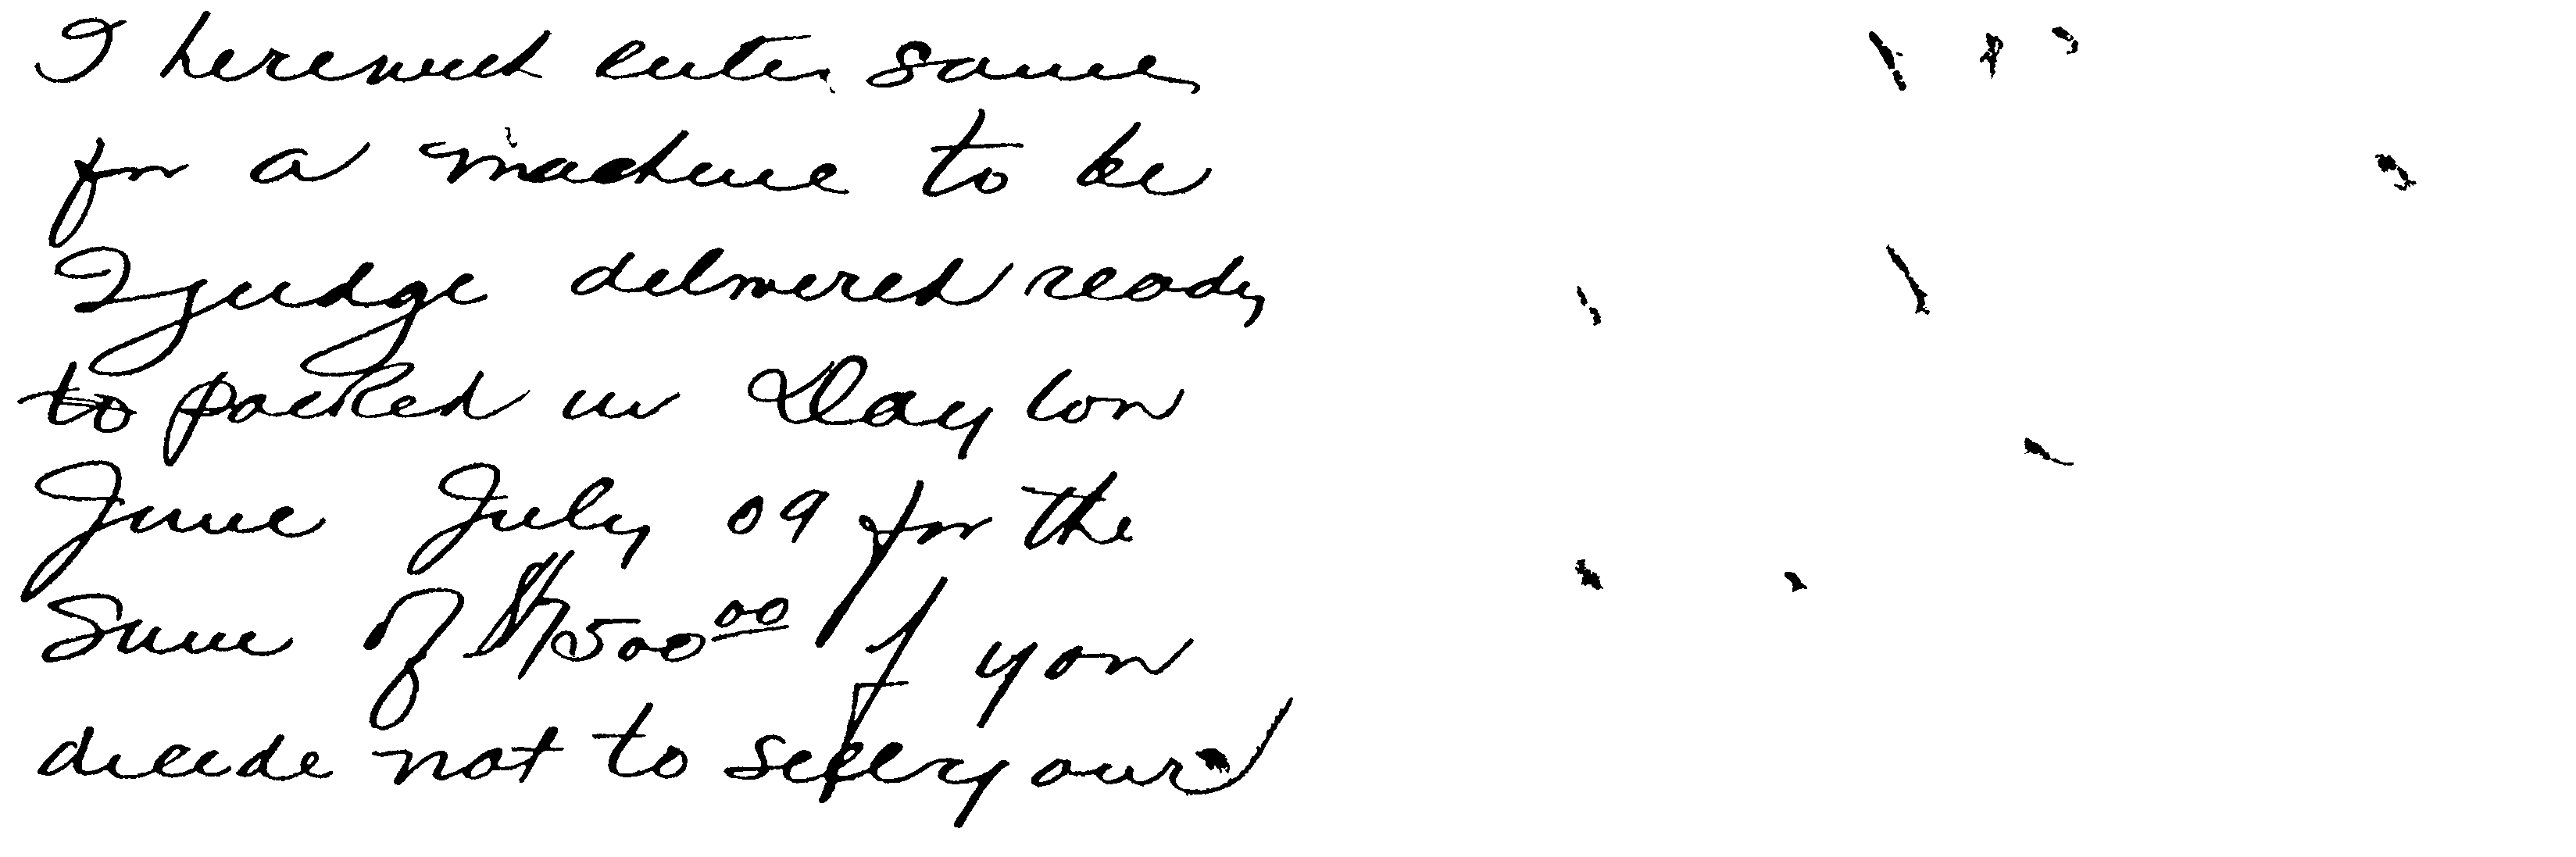 I herewith enter same
for a machine to be
I judge delivered ready
to packed in Dayton
June July 09 for the
Sum of $7500.00 If you
decide not to sell your